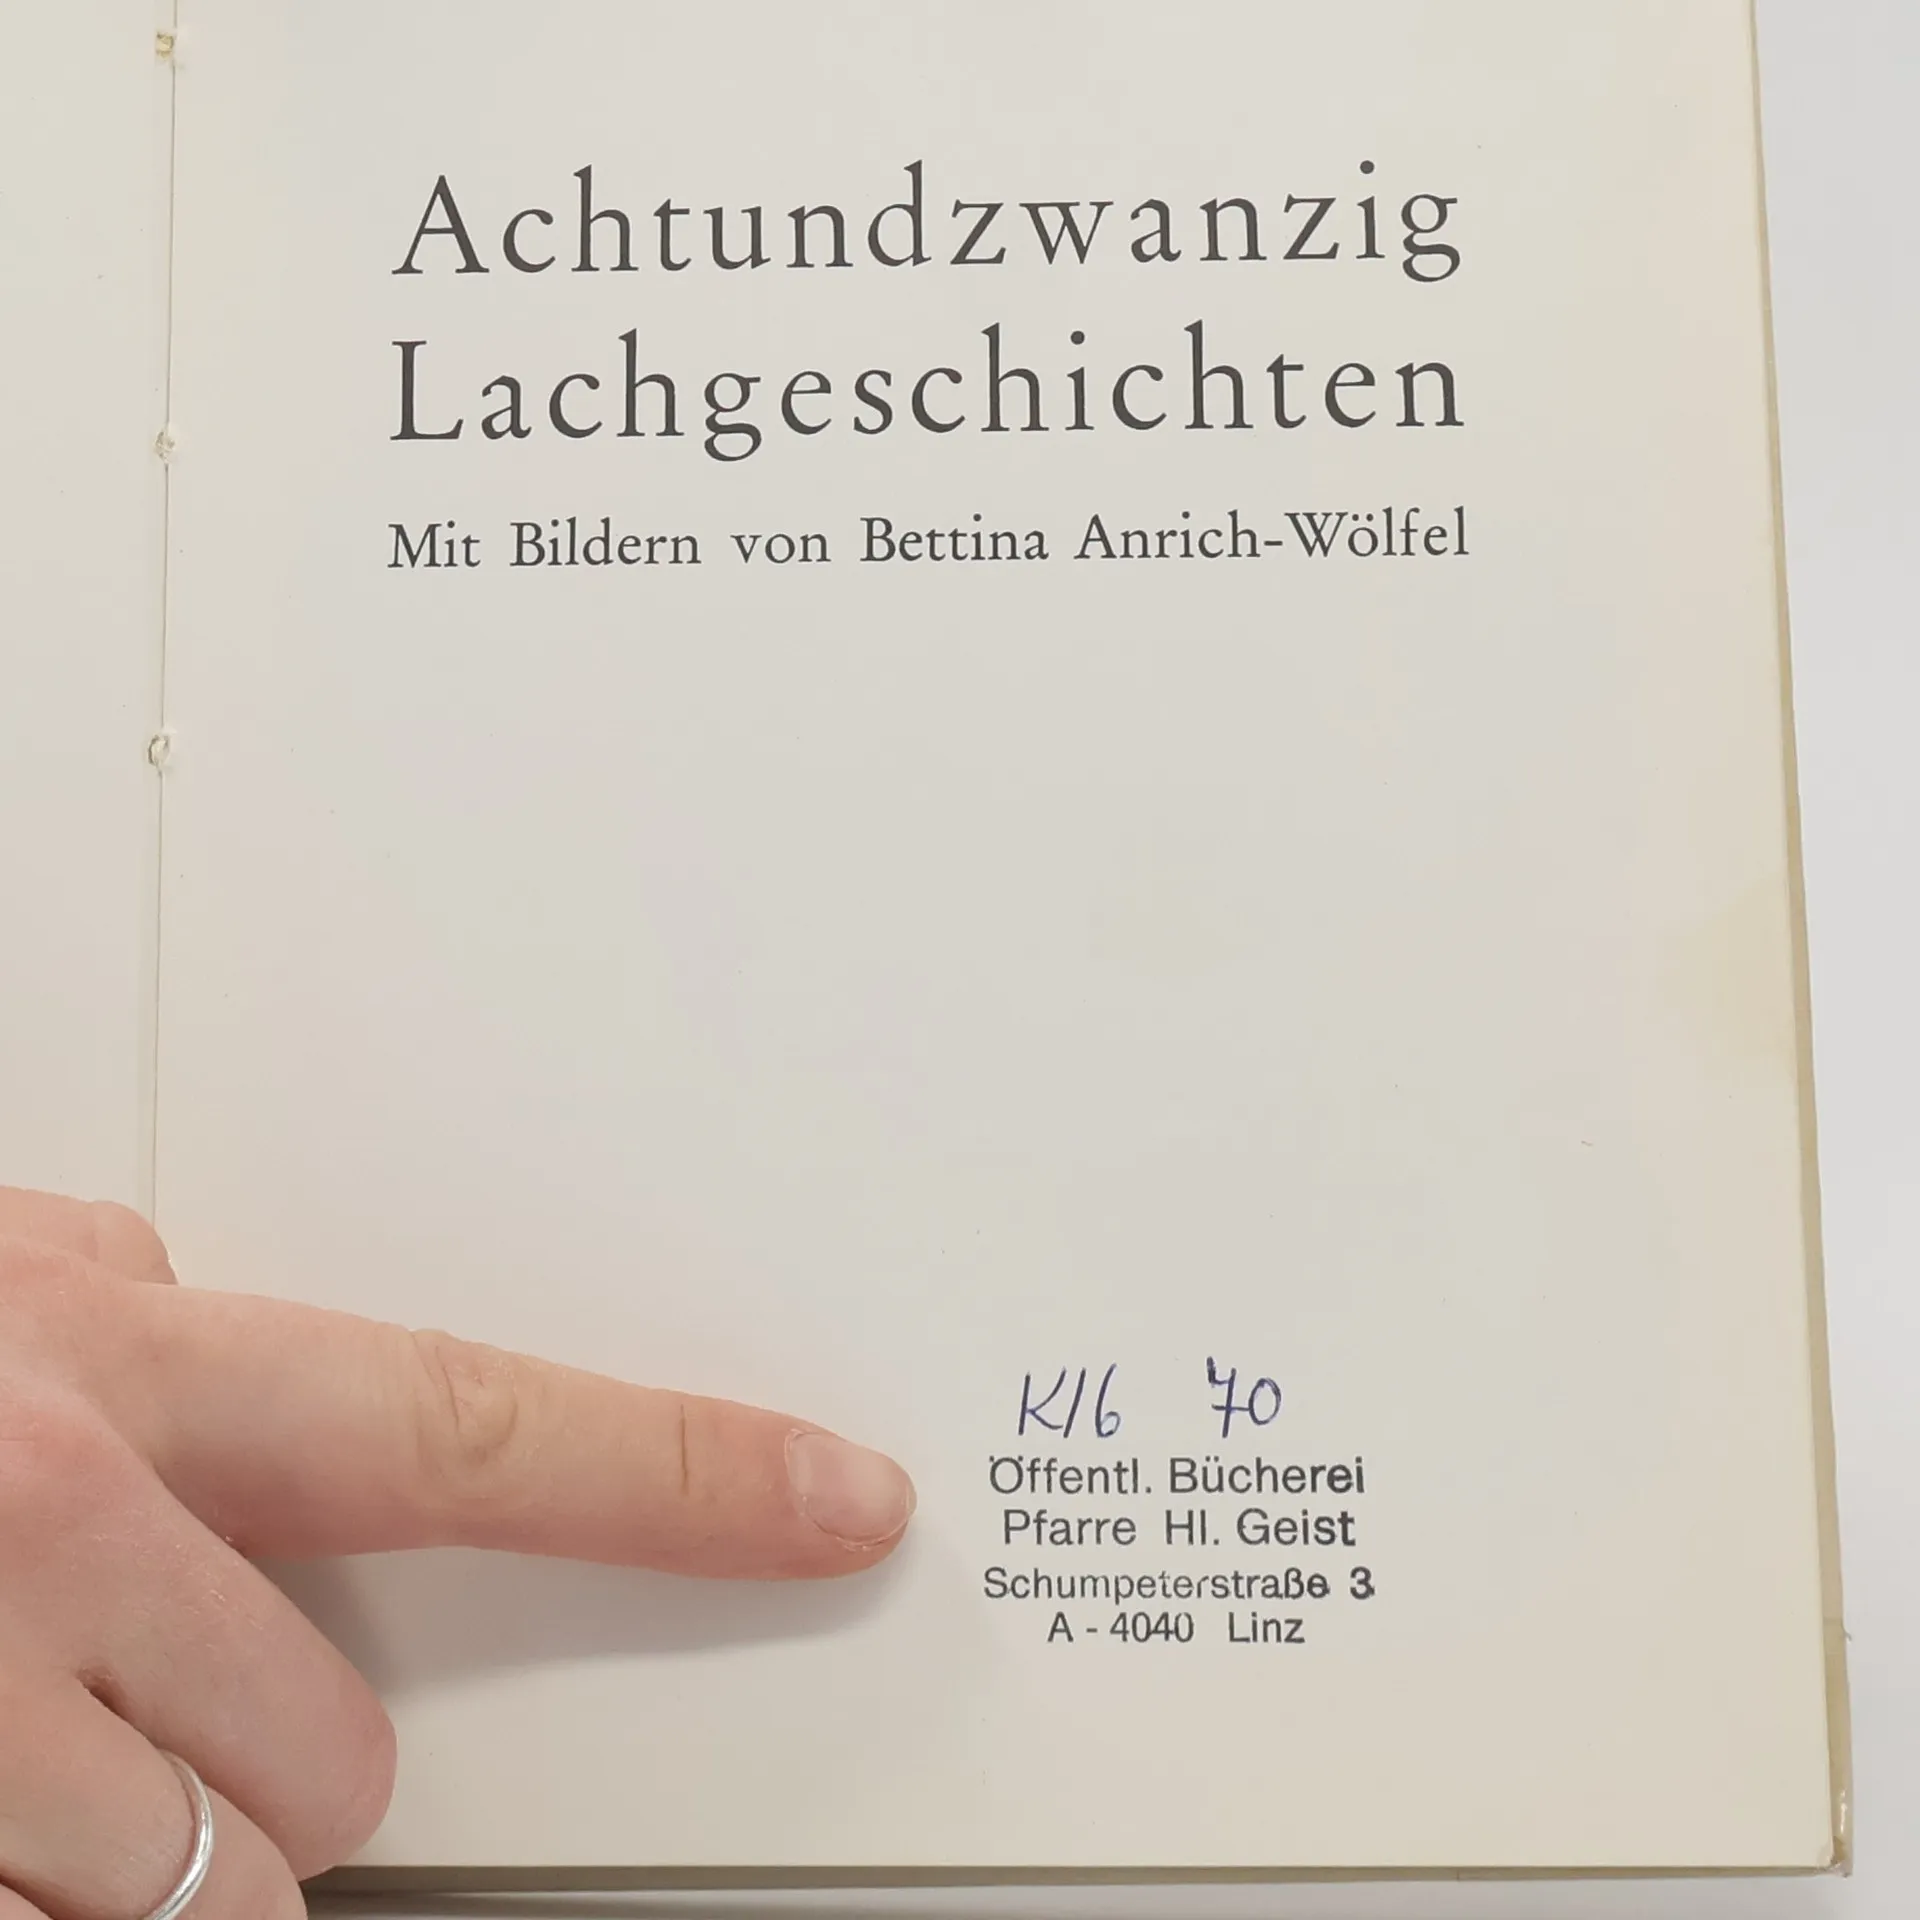 Achtundzwanzig
Lachgeschichten
Mit Bildern von Bettina Anrich-Wölfel
K/6 70
Öffentl. Bücherei
Pfarre Hl. Geist
Schumpeterstraße 3
A - 4040 Linz